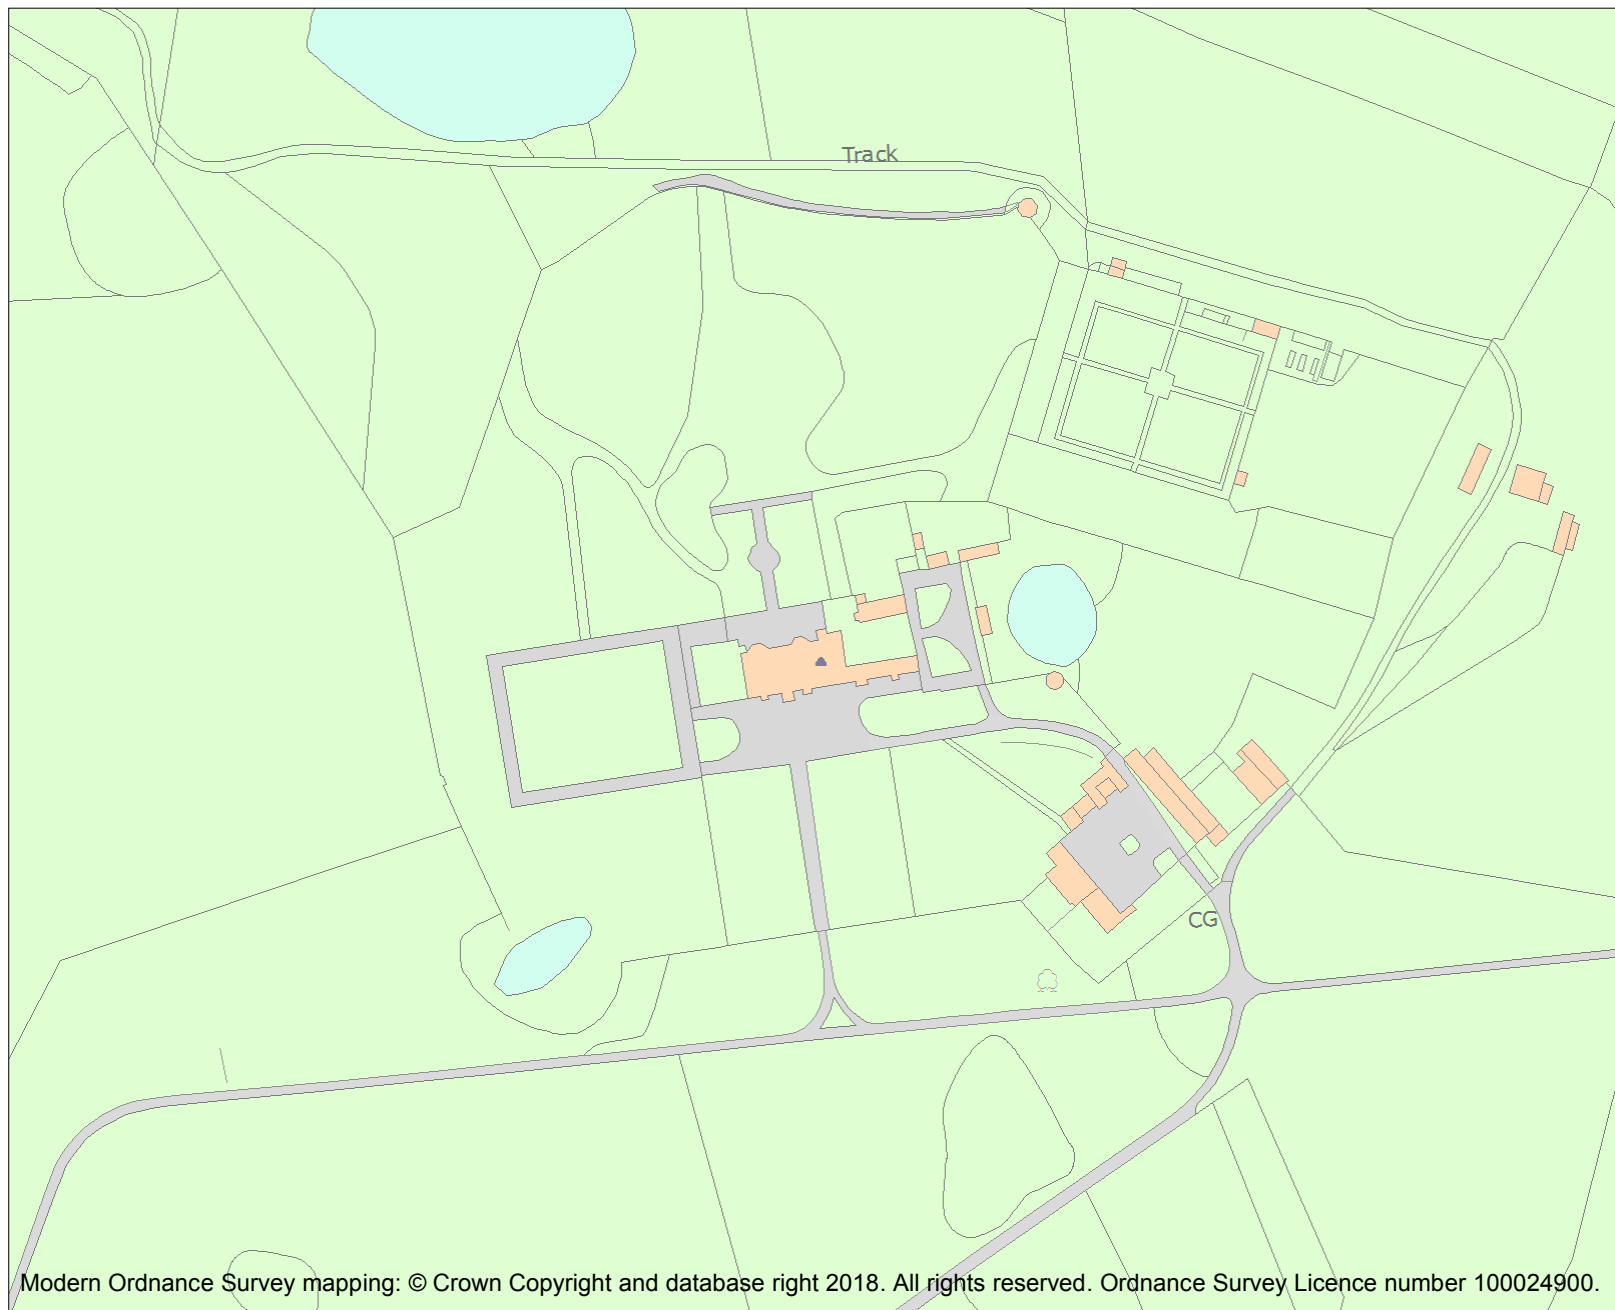 Track
CG
Modern Ordnance Survey mapping: © Crown Copyright and database right 2018. All rights reserved. Ordnance Survey Licence number 100024900.